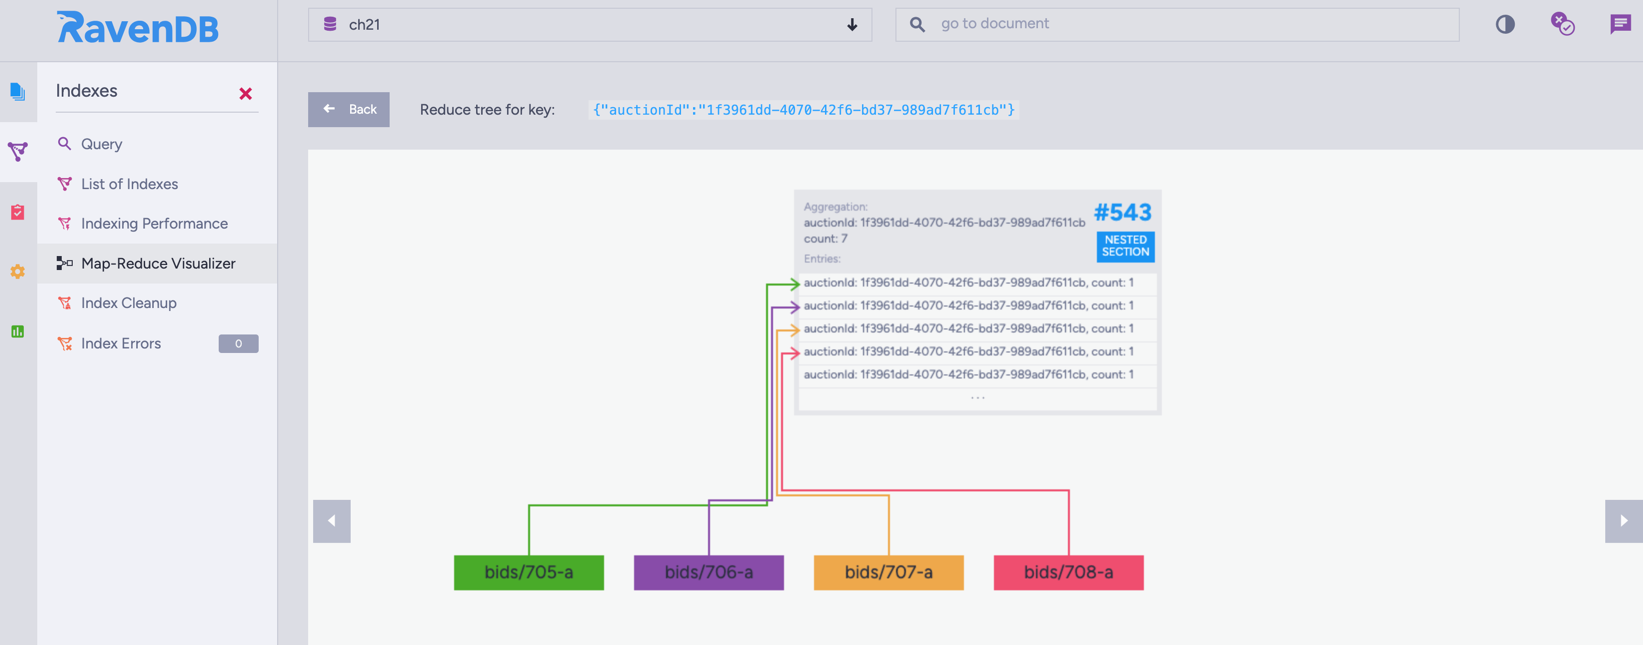 RavenDB
ch21
go to document
Indexes
Back
Reduce tree for key:
{"auctionId":"1f3961dd-4070-42f6-bd37-989ad7f611cb"}
Query
List of Indexes
Indexing Performance
Map-Reduce Visualizer
Index Cleanup
Index Errors
0
Aggregation:
auctionId: 1f3961dd-4070-42f6-bd37-989ad7f611cb
count: 7
#543
NESTED
SECTION
Entries:
auctionId: 1f3961dd-4070-42f6-bd37-989ad7f611cb, count: 1
auctionId: 1f3961dd-4070-42f6-bd37-989ad7f611cb, count: 1
auctionId: 1f3961dd-4070-42f6-bd37-989ad7f611cb, count: 1
auctionId: 1f3961dd-4070-42f6-bd37-989ad7f611cb, count: 1
auctionId: 1f3961dd-4070-42f6-bd37-989ad7f611cb, count: 1
...
bids/705-a
bids/706-a
bids/707-a
bids/708-a